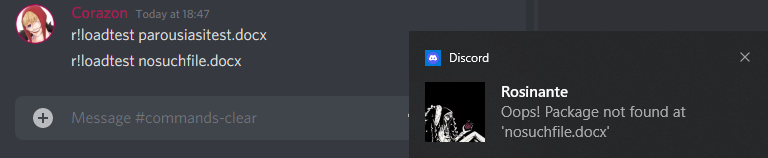 Corazon Today at 18:47
r!loadtest parousiasitest.docx
r!loadtest nosuchfile.docx
Message #commands-clear
Discord
Rosinante
Oops! Package not found at
'nosuchfile.docx'